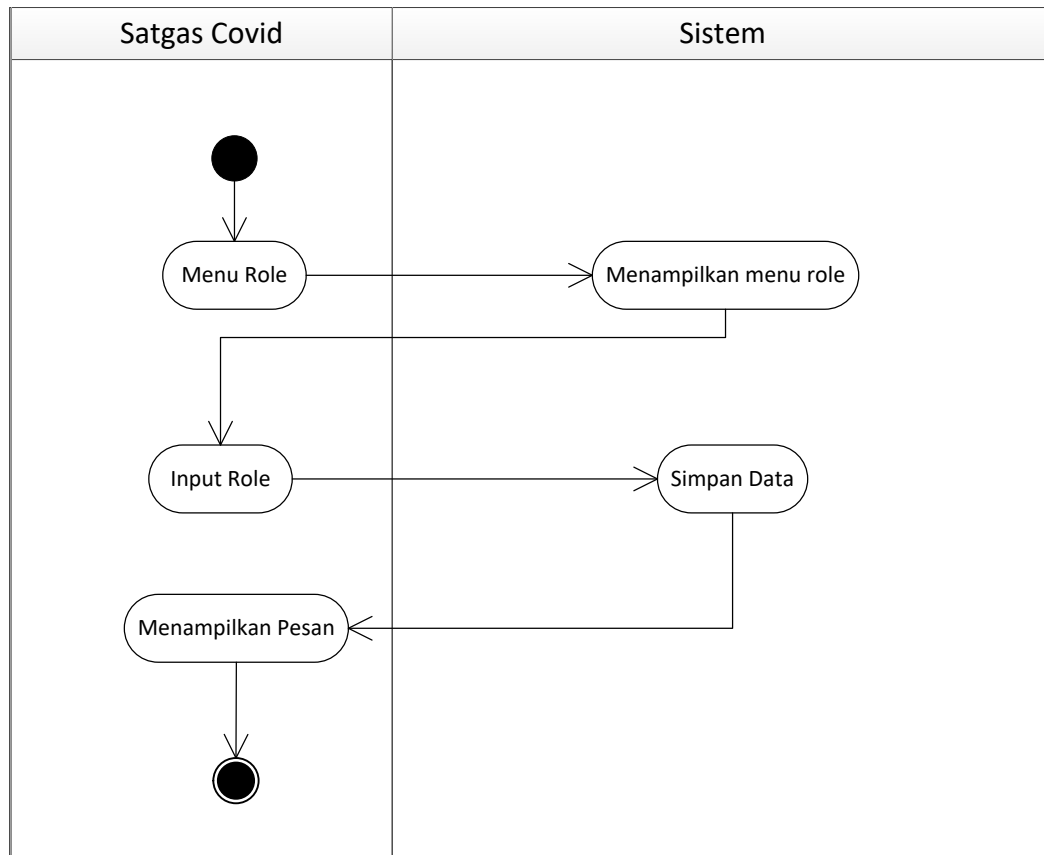 Satgas Covid
Sistem
Menu Role
Menampilkan menu role
Input Role
Simpan Data
Menampilkan Pesan